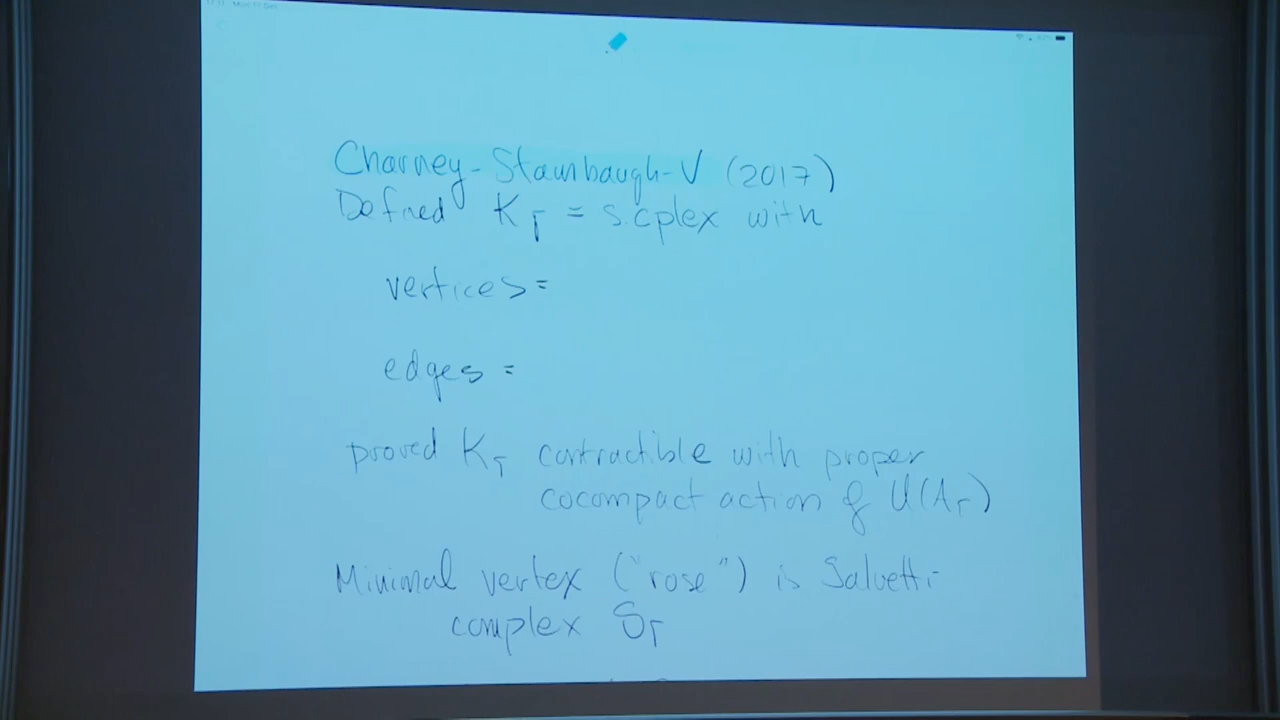 Charney-Stambaugh-V (2017)
Defined K_Γ = s.cplex with
vertices =
edges =
proved K_Γ contractible with proper
cocompact action of U(A_Γ)
Minimal vertex ("rose") is Salvetti
complex S_Γ